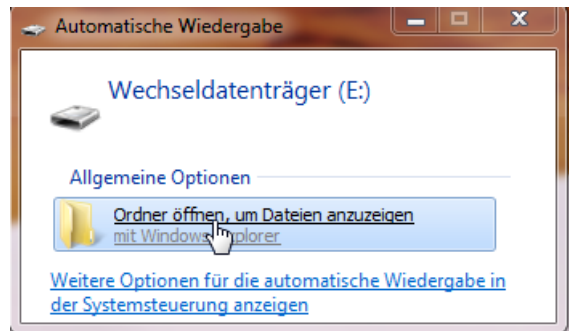 Automatische Wiedergabe
Wechseldatenträger (E:)
Allgemeine Optionen
Ordner öffnen, um Dateien anzuzeigen
mit Windows Explorer
Weitere Optionen für die automatische Wiedergabe in
der Systemsteuerung anzeigen